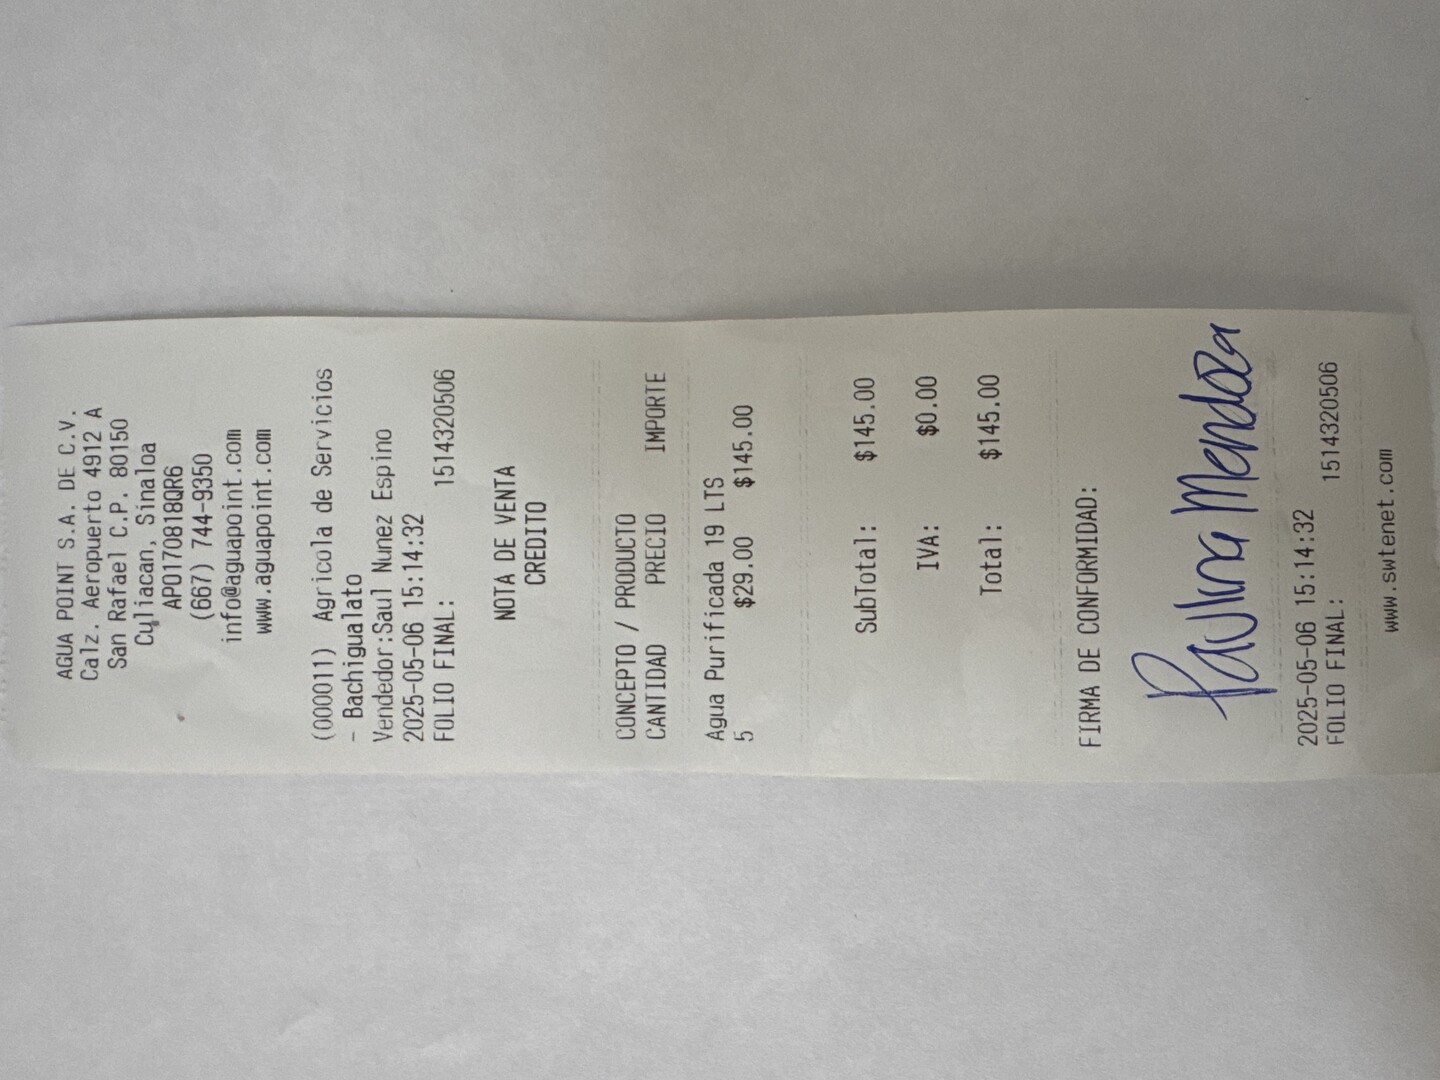 AGUA POINT S.A. DE C.V.
Calz. Aeropuerto 4912 A
San Rafael C.P. 80150
Culiacan, Sinaloa
APO170818QR6
(667) 744-9350
info@aguapoint.com
www.aguapoint.com
(000011) Agricola de Servicios
- Bachigualato
Vendedor:Saul Nunez Espino
2025-05-06 15:14:32
FOLIO FINAL: 1514320506
NOTA DE VENTA
CREDITO
CONCEPTO / PRODUCTO
CANTIDAD PRECIO IMPORTE
Agua Purificada 19 LTS
5 $29.00 $145.00
SubTotal: $145.00
IVA: $0.00
Total: $145.00
FIRMA DE CONFORMIDAD:
Paulina Mendoza
2025-05-06 15:14:32
FOLIO FINAL: 1514320506
www.swtenet.com